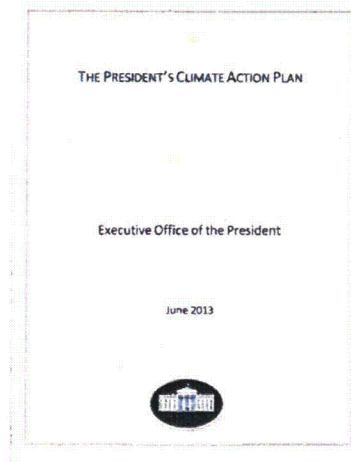 THE PRESIDENT'S CLIMATE ACTION PLAN
Executive Office of the President
June 2013